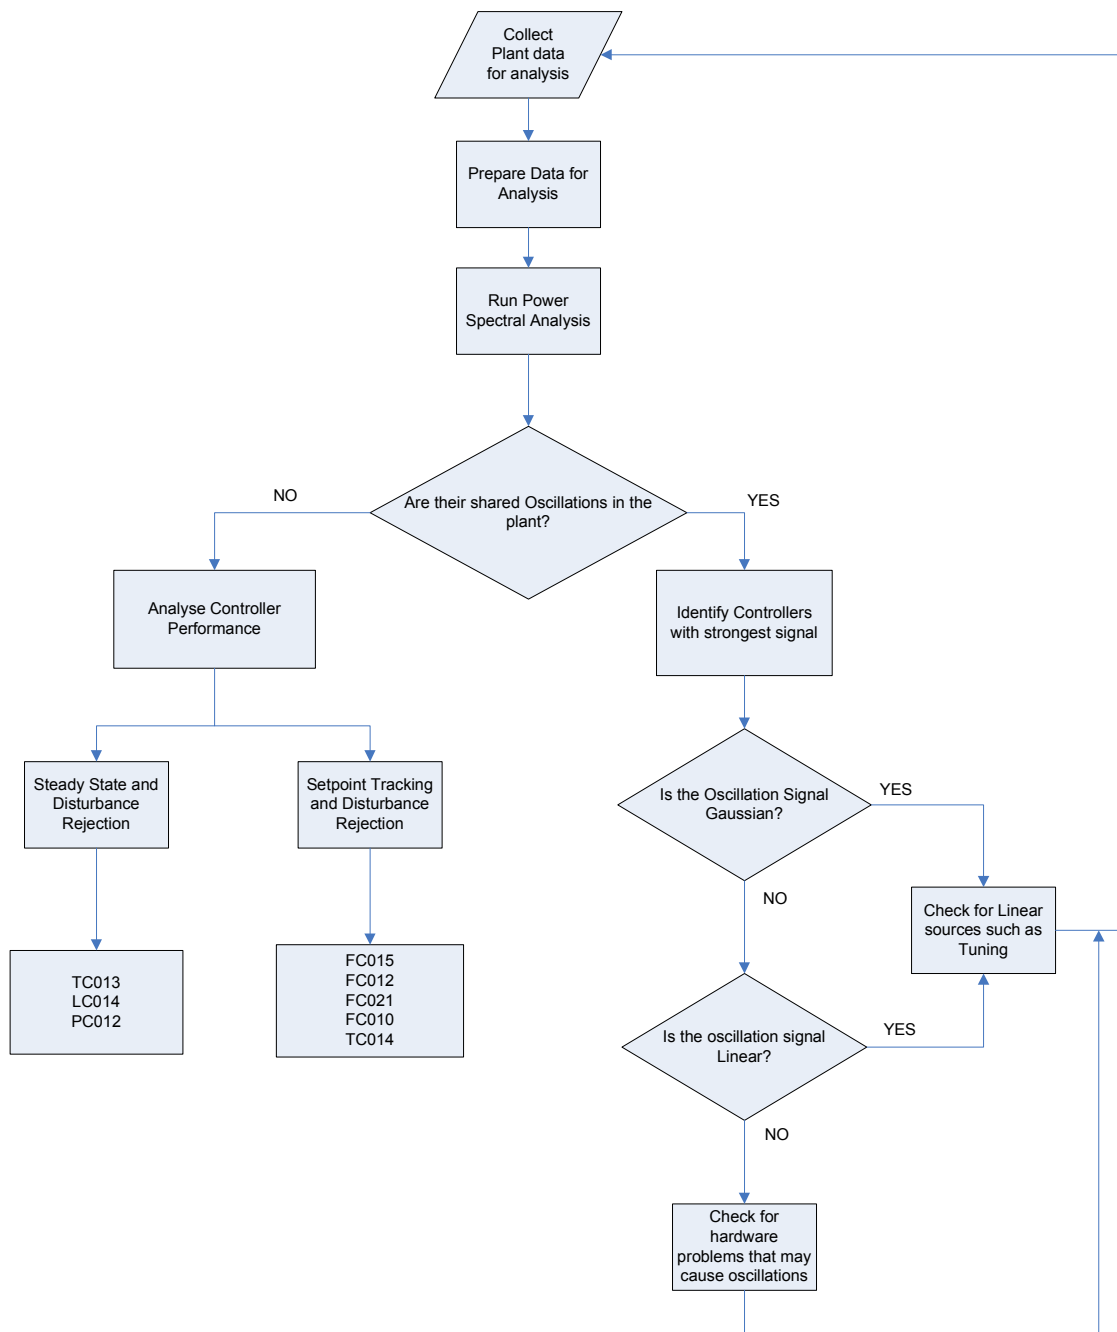 Collect
Plant data
for analysis
Prepare Data for
Analysis
Run Power
Spectral Analysis
Are their shared Oscillations in the
plant?
NO
YES
Analyse Controller
Performance
Identify Controllers
with strongest signal
Steady State and
Disturbance
Rejection
Setpoint Tracking
and Disturbance
Rejection
Is the Oscillation Signal
Gaussian?
YES
NO
Check for Linear
sources such as
Tuning
TC013
LC014
PC012
FC015
FC012
FC021
FC010
TC014
Is the oscillation signal
Linear?
YES
NO
Check for
hardware
problems that may
cause oscillations